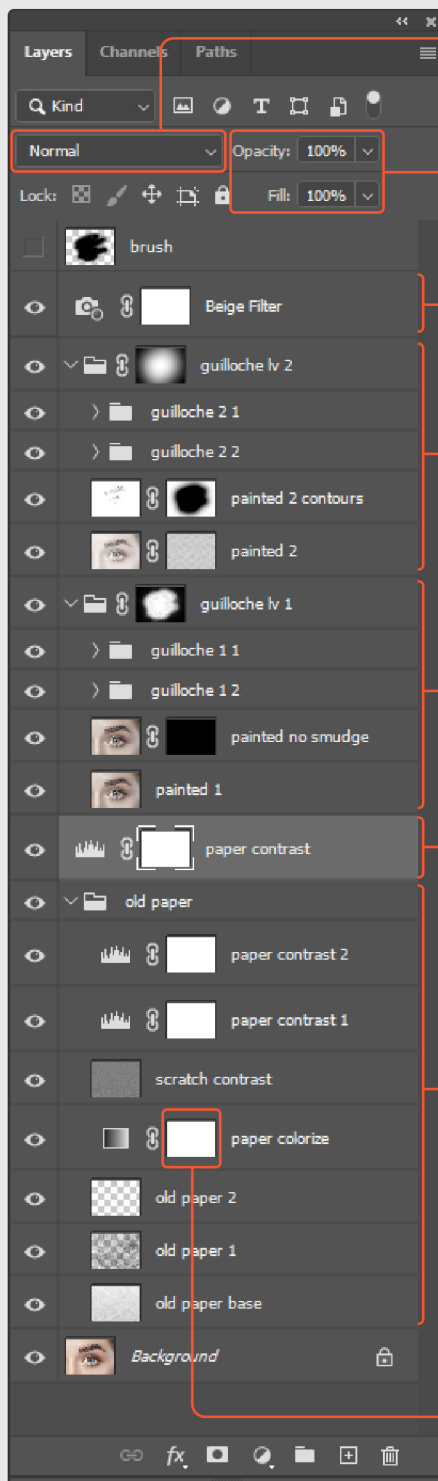 Layers Channels Paths
Kind T
Normal Opacity: 100%
Lock: Fill: 100%
brush
Beige Filter
guilloche lv 2
guilloche 2 1
guilloche 2 2
painted 2 contours
painted 2
guilloche lv 1
guilloche 1 1
guilloche 1 2
painted no smudge
painted 1
paper contrast
old paper
paper contrast 2
paper contrast 1
scratch contrast
paper colorize
old paper 2
old paper 1
old paper base
Background
fx